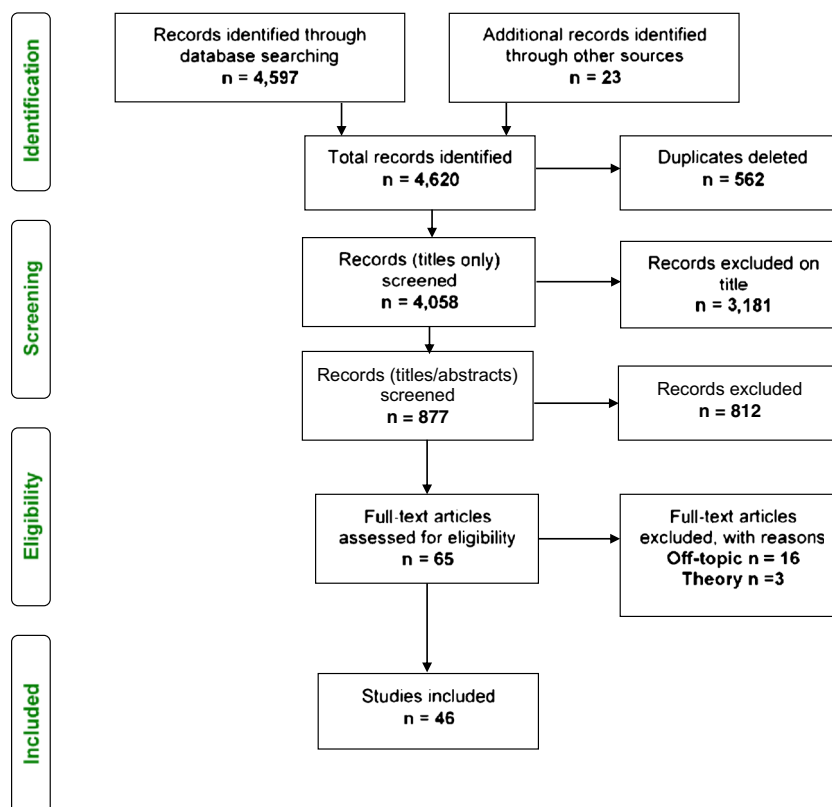 Identification
Records identified through
database searching
n = 4,597
Additional records identified
through other sources
n = 23
Total records identified
n = 4,620
Duplicates deleted
n = 562
Screening
Records (titles only)
screened
n = 4,058
Records excluded on
title
n = 3,181
Records (titles/abstracts)
screened
n = 877
Records excluded
n = 812
Eligibility
Full-text articles
assessed for eligibility
n = 65
Full-text articles
excluded, with reasons
Off-topic n = 16
Theory n =3
Included
Studies included
n = 46